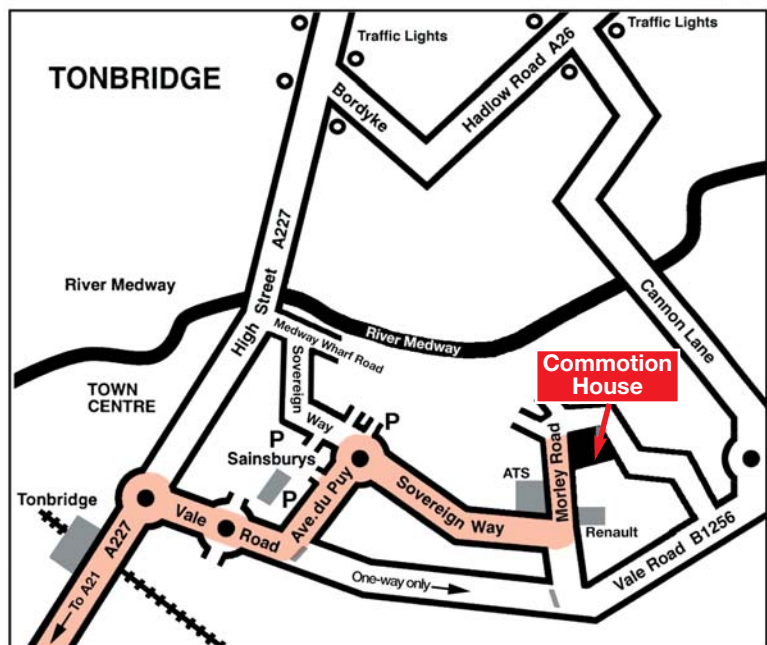 Traffic Lights
Traffic Lights
TONBRIDGE
Hadlow Road A26
Bordyke
A227
High Street
River Medway
River Medway
Cannon Lane
Medway Wharf Road
Sovereign
Way
Commotion
House
TOWN
CENTRE
P
P
Sainsburys
P
Ave. du Puy
Sovereign Way
ATS
Morley Road
Renault
Tonbridge
Vale
Road
A227
To A21
One-way only
Vale Road B1256